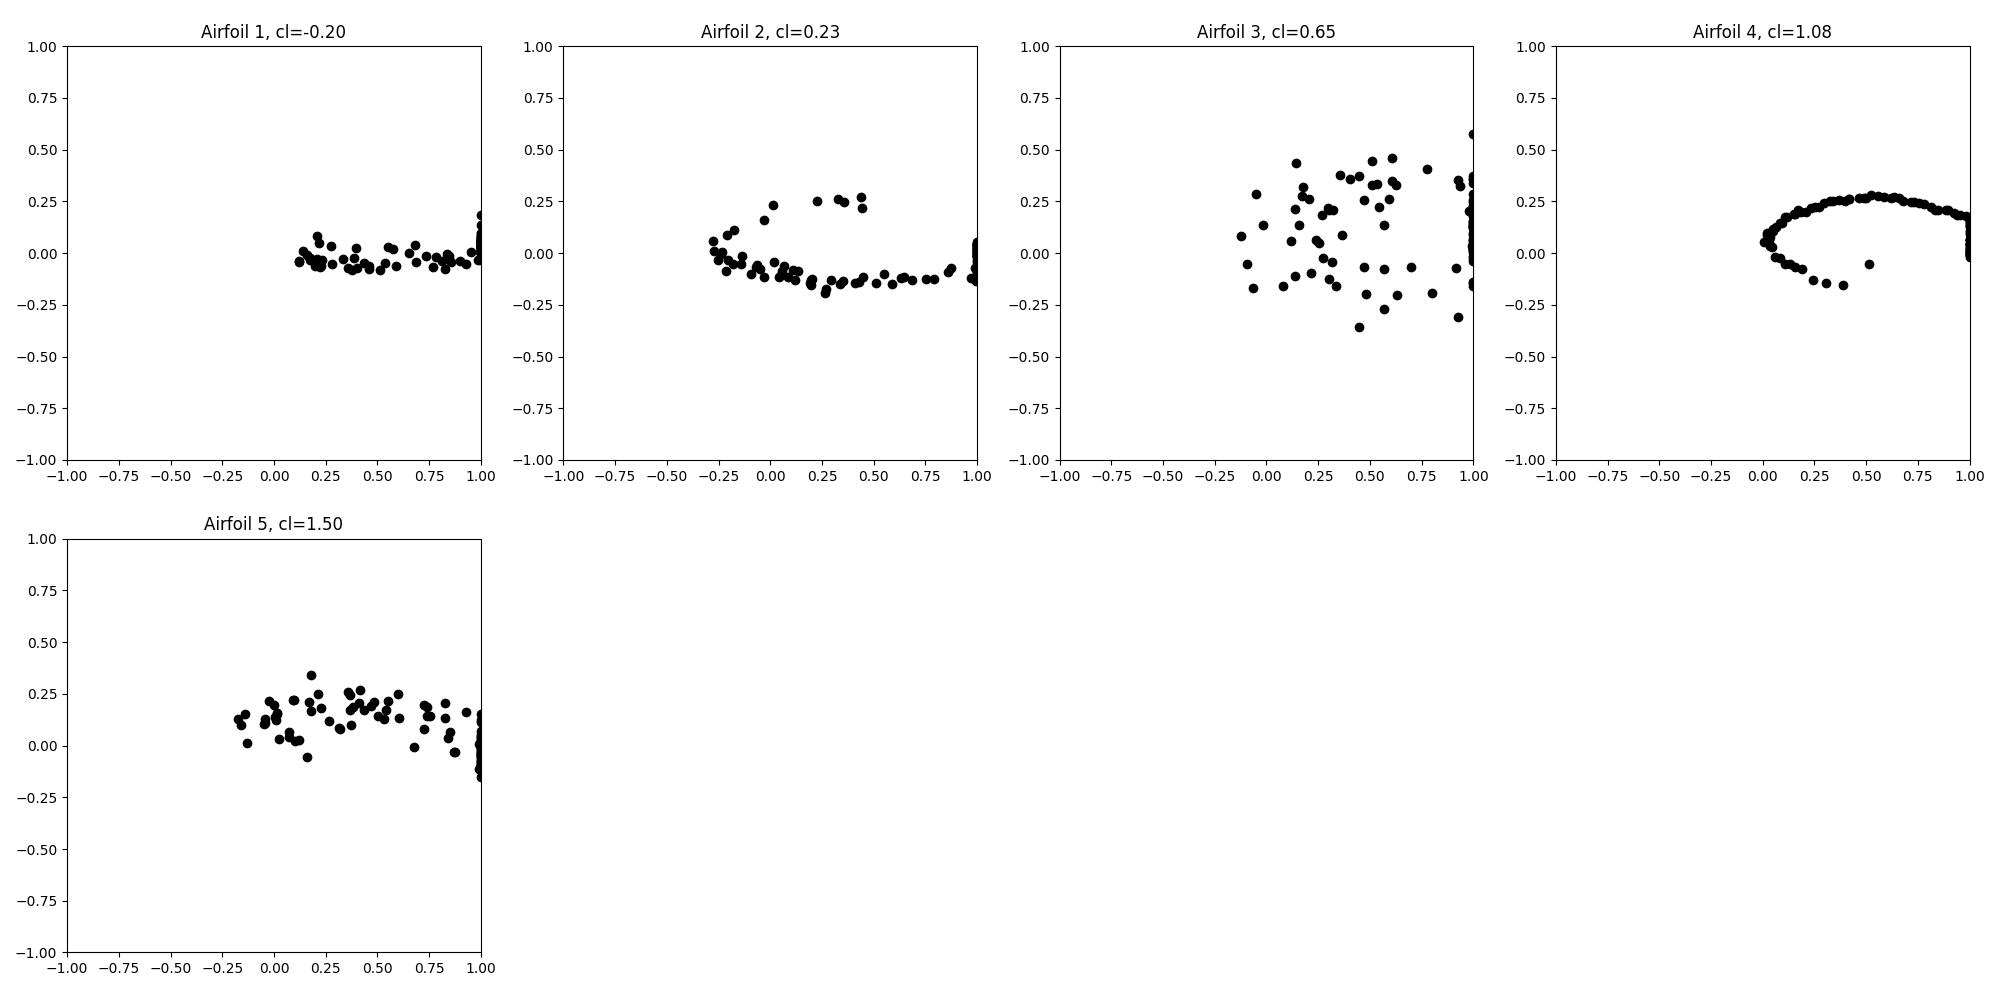 Airfoil 1, cl=-0.20
Airfoil 2, cl=0.23
Airfoil 3, cl=0.65
Airfoil 4, cl=1.08
1.00 1.00 1.00 1.00
0.75 0.75 0.75 0.75
0.50 0.50 0.50 0.50
0.25 0.25 0.25 0.25
0.00 0.00 0.00 0.00
−0.25 −0.25 −0.25 −0.25
−0.50 −0.50 −0.50 −0.50
−0.75 −0.75 −0.75 −0.75
−1.00 −1.00 −1.00 −1.00
−1.00 −0.75 −0.50 −0.25 0.00 0.25 0.50 0.75 1.00
−1.00 −0.75 −0.50 −0.25 0.00 0.25 0.50 0.75 1.00
−1.00 −0.75 −0.50 −0.25 0.00 0.25 0.50 0.75 1.00
−1.00 −0.75 −0.50 −0.25 0.00 0.25 0.50 0.75 1.00
Airfoil 5, cl=1.50
1.00
0.75
0.50
0.25
0.00
−0.25
−0.50
−0.75
−1.00
−1.00 −0.75 −0.50 −0.25 0.00 0.25 0.50 0.75 1.00